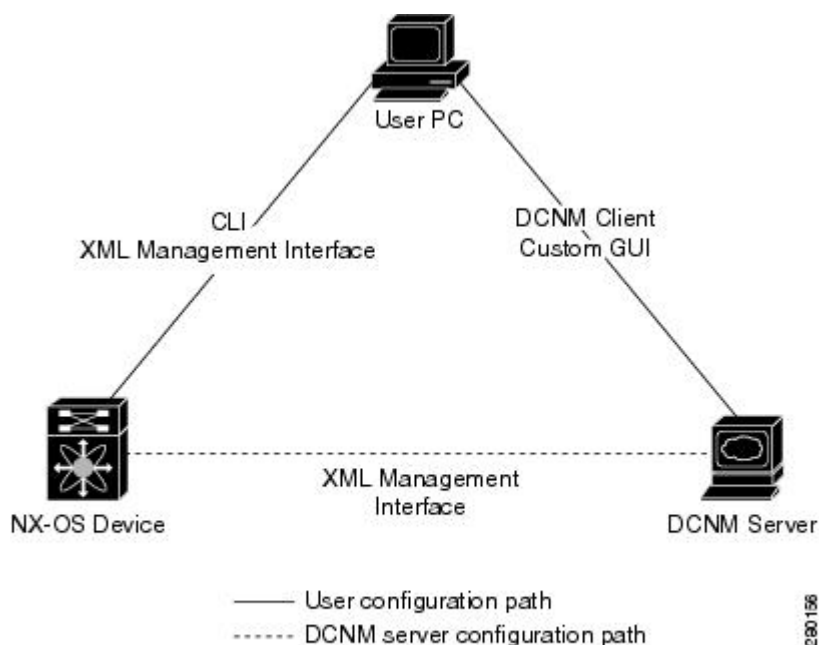 User PC
CLI
XML Management Interface
DCNM Client
Custom GUI
XML Management
Interface
NX-OS Device
DCNM Server
User configuration path
DCNM server configuration path
290156